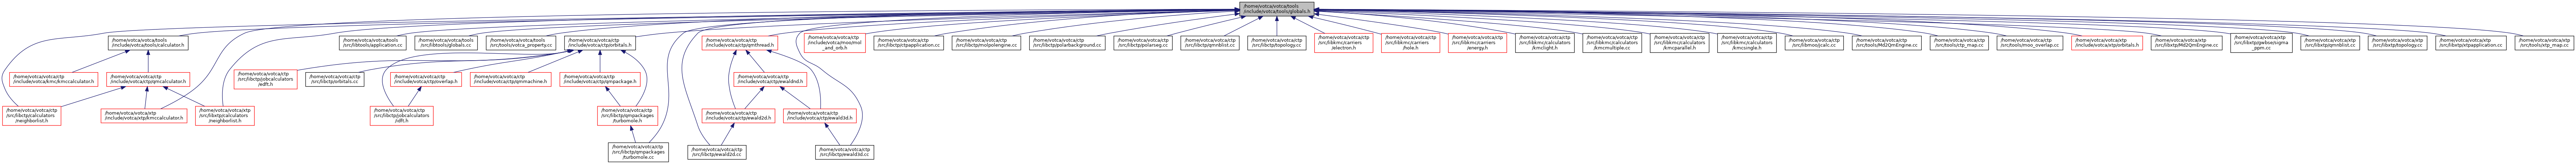 /home/votca/votca/tools
/include/votca/tools/globals.h
/home/votca/votca/tools
/include/votca/tools/calculator.h
/home/votca/votca/tools
/src/libtools/application.cc
/home/votca/votca/tools
/src/libtools/globals.cc
/home/votca/votca/tools
/src/tools/votca_property.cc
/home/votca/votca/ctp
/include/votca/ctp/orbitals.h
/home/votca/votca/ctp
/include/votca/ctp/qmthread.h
/home/votca/votca/ctp
/include/votca/moo/mol
_and_orb.h
/home/votca/votca/ctp
/src/libctp/ctpapplication.cc
/home/votca/votca/ctp
/src/libctp/molpolengine.cc
/home/votca/votca/ctp
/src/libctp/polarbackground.cc
/home/votca/votca/ctp
/src/libctp/polarseg.cc
/home/votca/votca/ctp
/src/libctp/qmnblist.cc
/home/votca/votca/ctp
/src/libctp/topology.cc
/home/votca/votca/ctp
/src/libkmc/carriers
/electron.h
/home/votca/votca/ctp
/src/libkmc/carriers
/hole.h
/home/votca/votca/ctp
/src/libkmc/carriers
/energy.h
/home/votca/votca/ctp
/src/libkmc/calculators
/kmclight.h
/home/votca/votca/ctp
/src/libkmc/calculators
/kmcmultiple.cc
/home/votca/votca/ctp
/src/libkmc/calculators
/kmcparallel.h
/home/votca/votca/ctp
/src/libkmc/calculators
/kmcsingle.h
/home/votca/votca/ctp
/src/libmoo/jcalc.cc
/home/votca/votca/ctp
/src/tools/Md2QmEngine.cc
/home/votca/votca/ctp
/src/tools/ctp_map.cc
/home/votca/votca/ctp
/src/tools/moo_overlap.cc
/home/votca/votca/xtp
/include/votca/xtp/orbitals.h
/home/votca/votca/xtp
/src/libxtp/Md2QmEngine.cc
/home/votca/votca/xtp
/src/libxtp/gwbse/sigma
_ppm.cc
/home/votca/votca/xtp
/src/libxtp/qmnblist.cc
/home/votca/votca/xtp
/src/libxtp/topology.cc
/home/votca/votca/xtp
/src/libxtp/xtpapplication.cc
/home/votca/votca/xtp
/src/tools/xtp_map.cc
/home/votca/votca/ctp
/include/votca/kmc/kmccalculator.h
/home/votca/votca/ctp
/include/votca/ctp/qmcalculator.h
/home/votca/votca/ctp
/src/libctp/jobcalculators
/edft.h
/home/votca/votca/ctp
/src/libctp/orbitals.cc
/home/votca/votca/ctp
/include/votca/ctp/overlap.h
/home/votca/votca/ctp
/include/votca/ctp/qmmachine.h
/home/votca/votca/ctp
/include/votca/ctp/qmpackage.h
/home/votca/votca/ctp
/include/votca/ctp/ewaldnd.h
/home/votca/votca/ctp
/src/libctp/calculators
/neighborlist.h
/home/votca/votca/xtp
/include/votca/xtp/kmccalculator.h
/home/votca/votca/xtp
/src/libxtp/calculators
/neighborlist.h
/home/votca/votca/ctp
/src/libctp/jobcalculators
/idft.h
/home/votca/votca/ctp
/src/libctp/qmpackages
/turbomole.h
/home/votca/votca/ctp
/include/votca/ctp/ewald2d.h
/home/votca/votca/ctp
/include/votca/ctp/ewald3d.h
/home/votca/votca/ctp
/src/libctp/qmpackages
/turbomole.cc
/home/votca/votca/ctp
/src/libctp/ewald2d.cc
/home/votca/votca/ctp
/src/libctp/ewald3d.cc